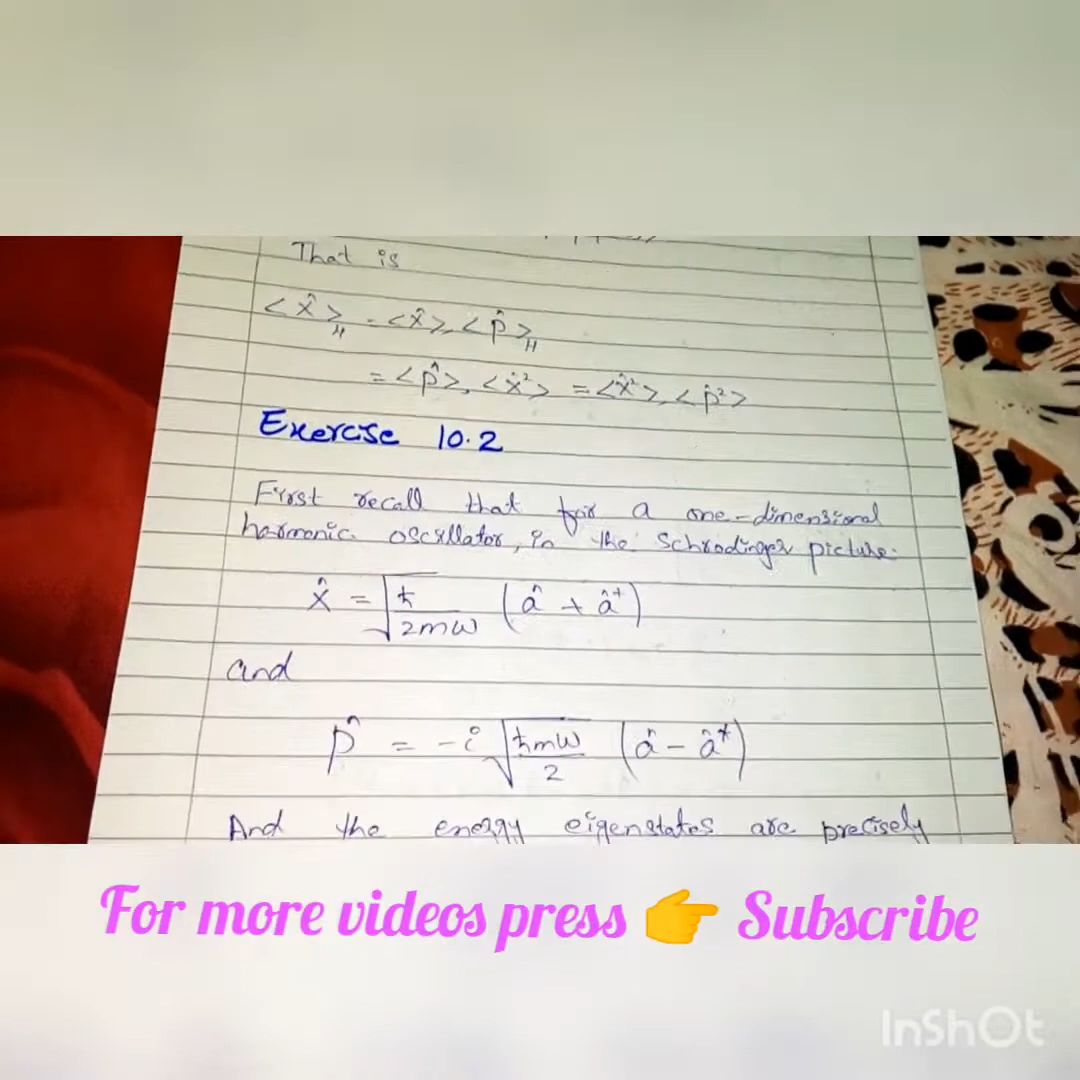 That is
<x̂>_H = <x̂>, <p̂>_H
= <p̂>, <x̂²> = <x̂²>, <p̂²>
Exercise 10.2
First recall that for a one-dimensional
harmonic oscillator, in the Schrodinger picture.
x̂ = √(ħ/2mω) (â + â⁺)
and
p̂ = -i √(ħmω/2) (â - â⁺)
And the energy eigenstates are precisely
For more videos press 👉 Subscribe
InShOt